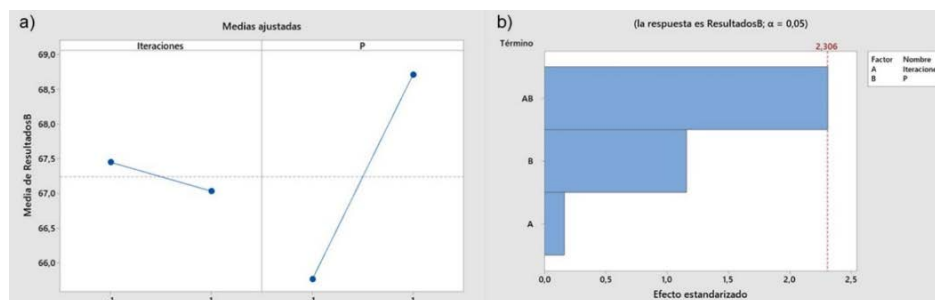 a)
Medias ajustadas
Iteraciones P
Media de ResultadosB
69,0
68,5
68,0
67,5
67,0
66,5
66,0
b)
(la respuesta es ResultadosB; α = 0,05)
Término
2,306
AB
B
A
0,0 0,5 1,0 1,5 2,0 2,5
Efecto estandarizado
Factor Nombre
A
B P